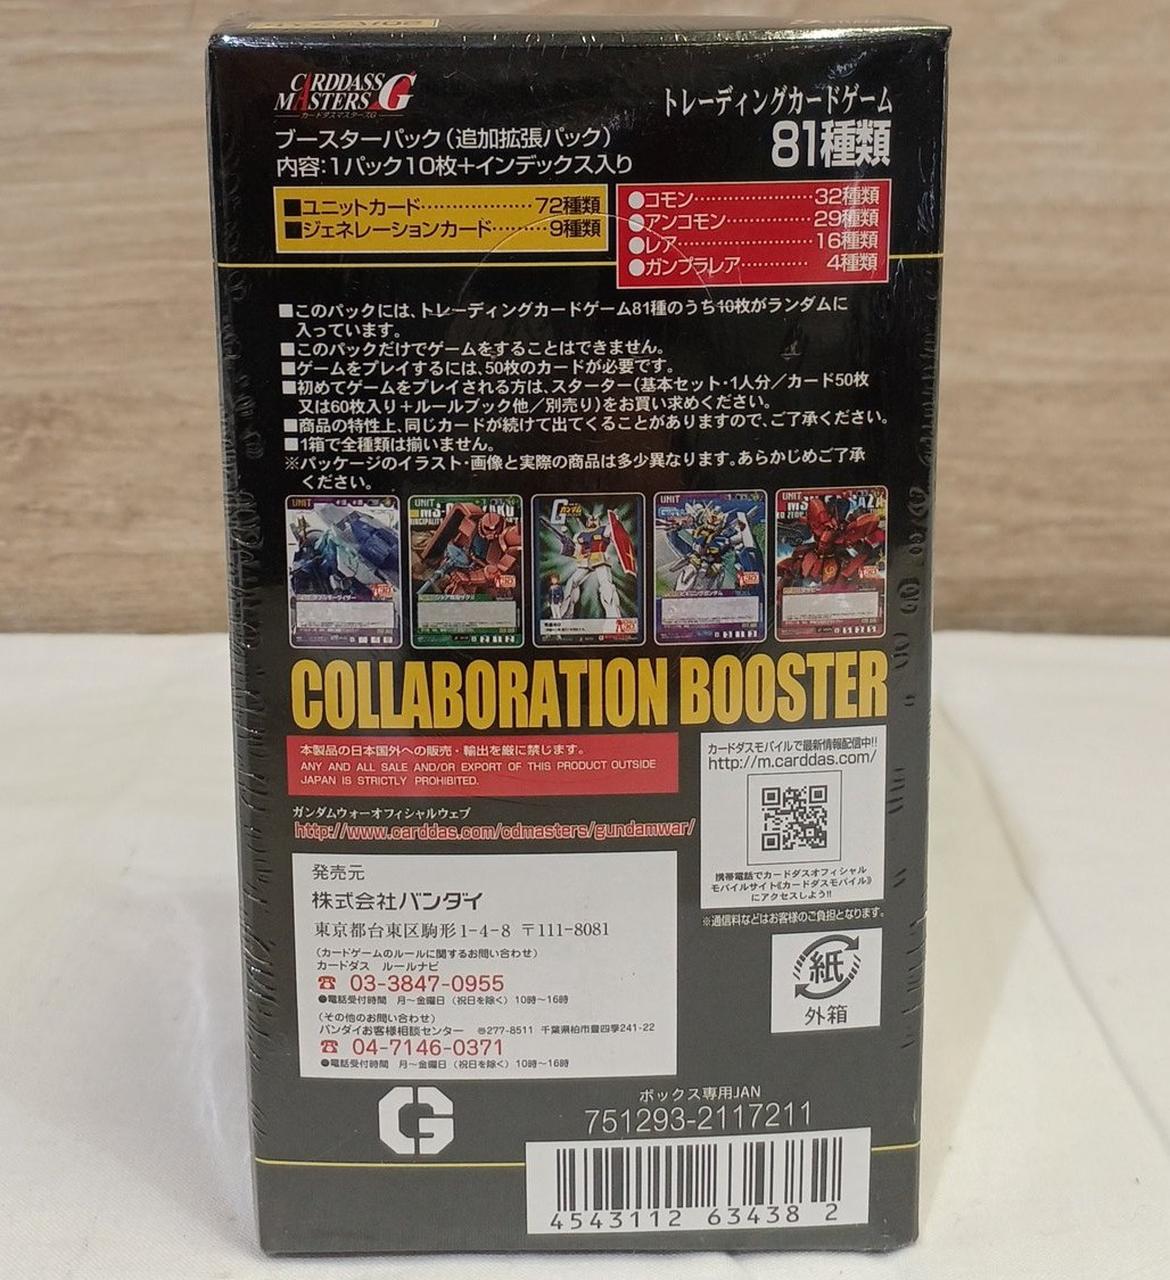 CARDDASS
MASTERS G
カードダスマスターズG
ブースターパック（追加拡張パック）
内容：1パック10枚＋インデックス入り
トレーディングカードゲーム
81種類
■ユニットカード………………72種類
■ジェネレーションカード………9種類
●コモン……………………32種類
●アンコモン………………29種類
●レア………………………16種類
●ガンプラレア…………4種類
■このパックには、トレーディングカードゲーム81種のうち10枚がランダムに
入っています。
■このパックだけでゲームをすることはできません。
■ゲームをプレイするには、50枚のカードが必要です。
■初めてゲームをプレイされる方は、スターター（基本セット・1人分／カード50枚
又は60枚入り＋ルールブック他／別売り）をお買い求めください。
■商品の特性上、同じカードが続けて出てくることがありますので、ご了承ください。
■1箱で全種類は揃いません。
※パッケージのイラスト・画像と実際の商品は多少異なります。あらかじめご了承
ください。
UNIT
UNIT
ガンダム
UNIT
UNIT
COLLABORATION BOOSTER
本製品の日本国外への販売・輸出を厳に禁じます。
ANY AND ALL SALE AND/OR EXPORT OF THIS PRODUCT OUTSIDE
JAPAN IS STRICTLY PROHIBITED.
ガンダムウォーオフィシャルウェブ
http://www.carddas.com/cdmasters/gundamwar/
カードダスモバイルで最新情報配信中!!
http://m.carddas.com/
携帯電話でカードダスオフィシャル
モバイルサイト《カードダスモバイル》
にアクセスしよう!!
※通信料などはお客様のご負担となります。
発売元
株式会社バンダイ
東京都台東区駒形1-4-8 〒111-8081
（カードゲームのルールに関するお問い合わせ）
カードダス ルールナビ
☎ 03-3847-0955
●電話受付時間 月～金曜日（祝日を除く）10時～16時
（その他のお問い合わせ）
バンダイお客様相談センター 〒277-8511 千葉県柏市豊四季241-22
☎ 04-7146-0371
●電話受付時間 月～金曜日（祝日を除く）10時～16時
紙
外箱
G
ボックス専用JAN
751293-2117211
4543112 63438 2